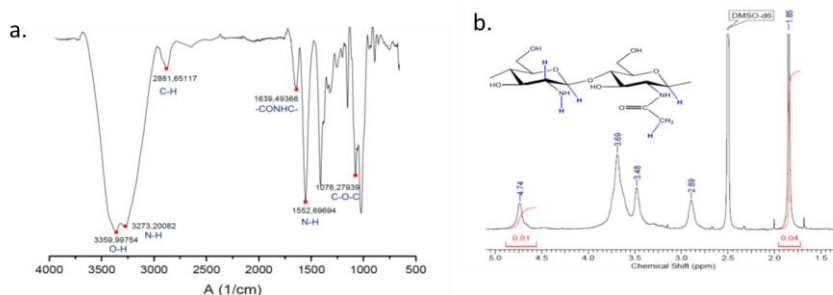 a.
2881,65117
C-H
1639,49366
-CONHC-
1076,27939
C-O-C
1552,69694
N-H
3273,20082
N-H
3359,99754
O-H
4000 3500 3000 2500 2000 1500 1000 500
A (1/cm)
b.
DMSO-d6
1.85
OH
OH
H
O
O
O
HO
NH
H
O
HO
NH
H
O
CH₂
H
4.74
3.69
3.48
2.89
0.01
0.04
5.0 4.5 4.0 3.5 3.0 2.5 2.0 1.5
Chemical Shift (ppm)